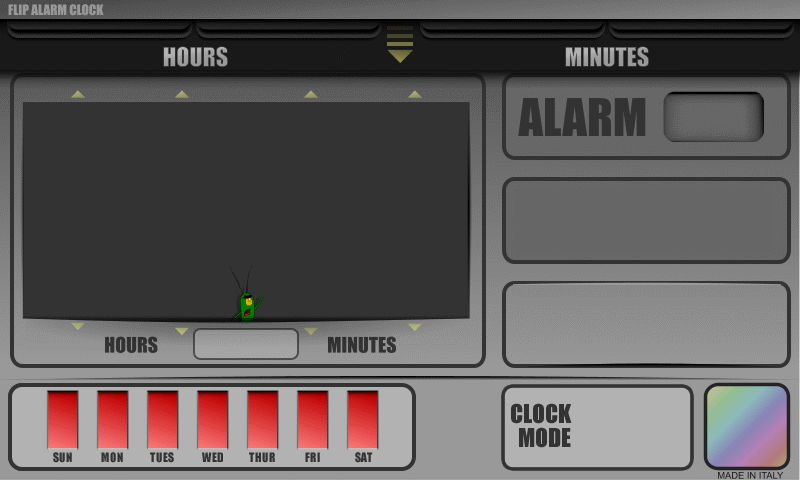 FLIP ALARM CLOCK
HOURS
MINUTES
ALARM
HOURS
MINUTES
SUN
MON
TUES
WED
THUR
FRI
SAT
CLOCK
MODE
MADE IN ITALY